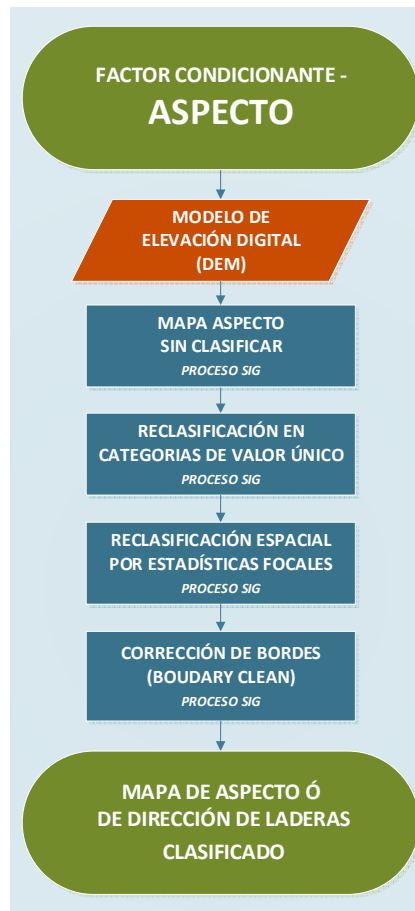 FACTOR CONDICIONANTE -
ASPECTO
MODELO DE
ELEVACIÓN DIGITAL
(DEM)
MAPA ASPECTO
SIN CLASIFICAR
PROCESO SIG
RECLASIFICACIÓN EN
CATEGORIAS DE VALOR ÚNICO
PROCESO SIG
RECLASIFICACIÓN ESPACIAL
POR ESTADÍSTICAS FOCALES
PROCESO SIG
CORRECCIÓN DE BORDES
(BOUDARY CLEAN)
PROCESO SIG
MAPA DE ASPECTO Ó
DE DIRECCIÓN DE LADERAS
CLASIFICADO